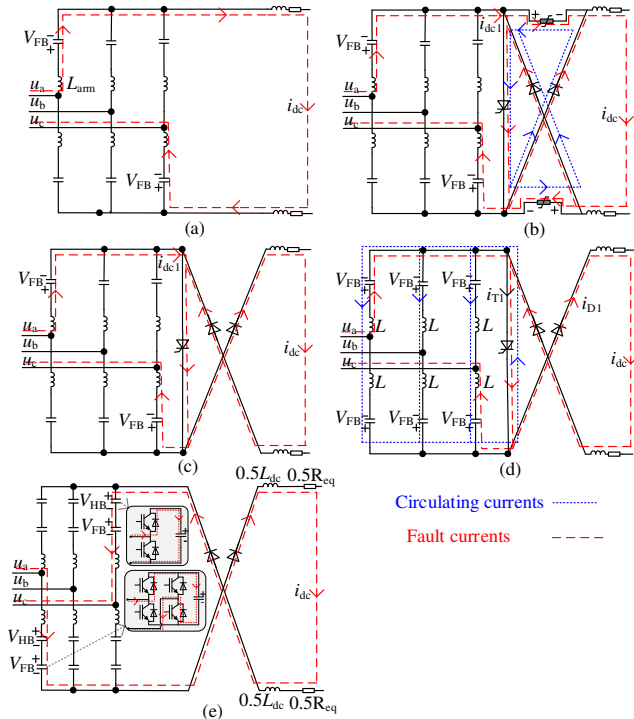 (a)
V_FB - +
L_arm
u_a
u_b
u_c
i_dc
V_FB - +
(b)
- +
i_dc1
V_FB - +
u_a
u_b
u_c
i_dc
V_FB - +
- +
(c)
i_dc1
V_FB - +
u_a
u_b
u_c
i_dc
V_FB - +
(d)
V_FB - + V_FB - + V_FB - +
i_T1
i_D1
u_a
L L L
u_b
u_c
i_dc
L L L
V_FB - + V_FB - + V_FB - +
(e)
0.5L_dc 0.5R_eq
V_HB + -
V_FB + -
u_a
u_b
u_c
i_dc
V_HB + -
V_FB + -
0.5L_dc 0.5R_eq
Circulating currents
Fault currents